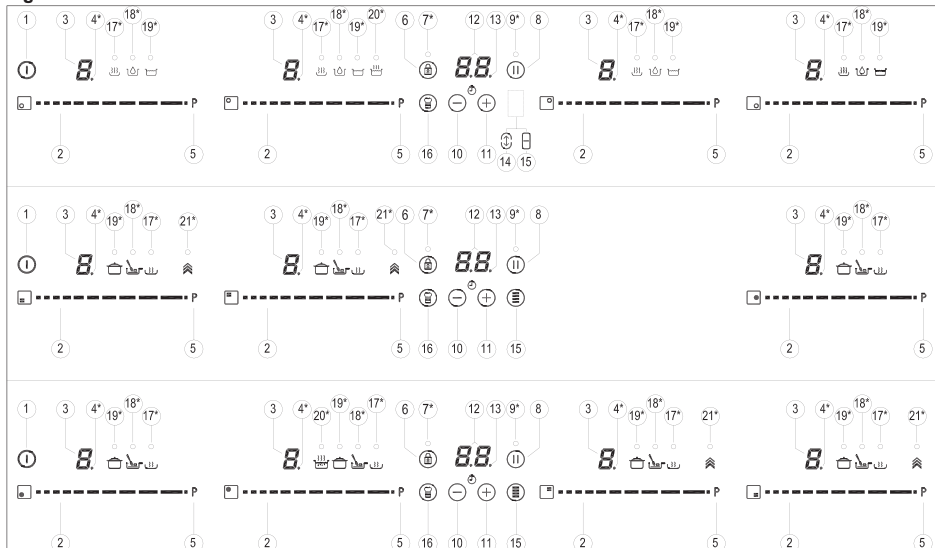 18* 18* 20* 18* 18*
1 3 4* 3 4* 6 7* 12 13 9* 8 3 4* 3 4*
17* 19* 17* 19* 17* 19* 17* 19*
8. 8. 8.8. 8. 8.
P P P P
2 5 2 5 16 10 11 2 5 2 5
14 15
18* 18* 18*
1 3 4* 3 4* 21* 6 7* 12 13 9* 8 3 4*
19* 17* 21* 19* 17* 19* 17*
8. 8. 8.8. 8.
P P P
2 5 2 5 16 10 11 15 2 5
18* 19* 17* 18* 18*
1 3 4* 3 4* 6 7* 12 13 9* 8 3 4* 3 4*
19* 17* 20* 18* 19* 17* 21* 19* 17* 21*
8. 8. 8.8. 8. 8.
P P P P
2 5 2 5 16 10 11 15 2 5 2 5